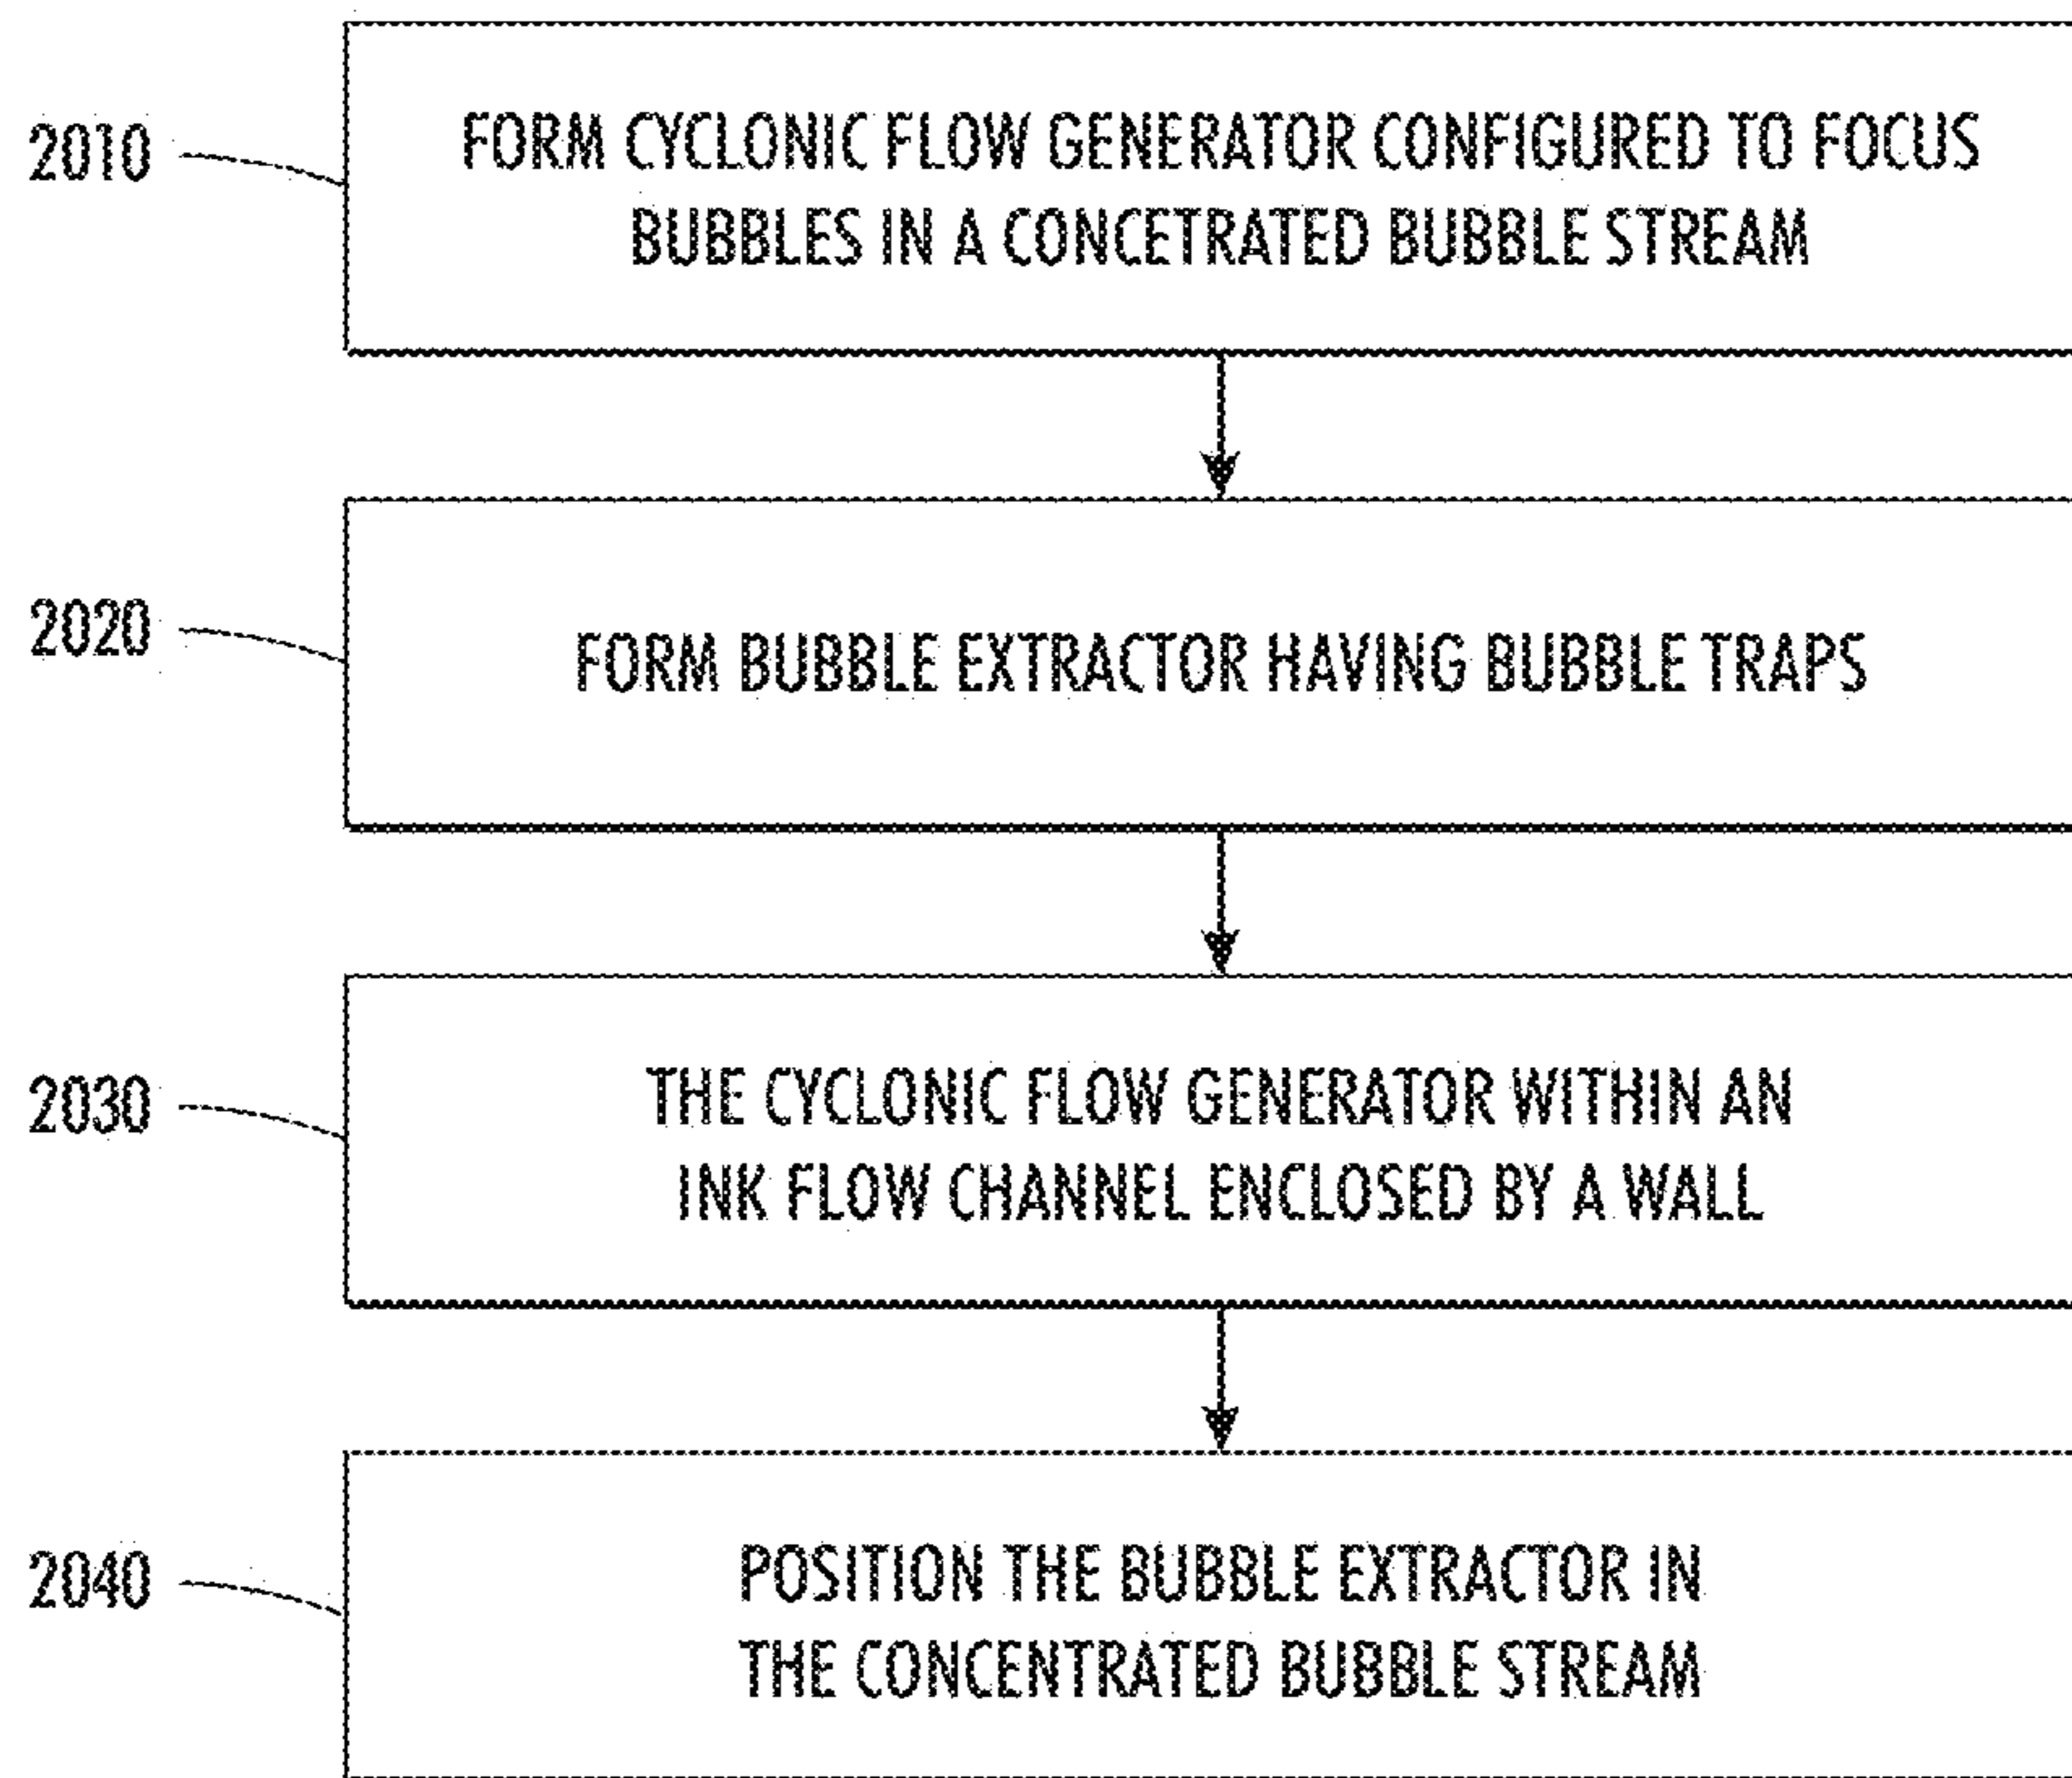 2010
FORM CYCLONIC FLOW GENERATOR CONFIGURED TO FOCUS
BUBBLES IN A CONCETRATED BUBBLE STREAM
2020
FORM BUBBLE EXTRACTOR HAVING BUBBLE TRAPS
2030
THE CYCLONIC FLOW GENERATOR WITHIN AN
INK FLOW CHANNEL ENCLOSED BY A WALL
2040
POSITION THE BUBBLE EXTRACTOR IN
THE CONCENTRATED BUBBLE STREAM